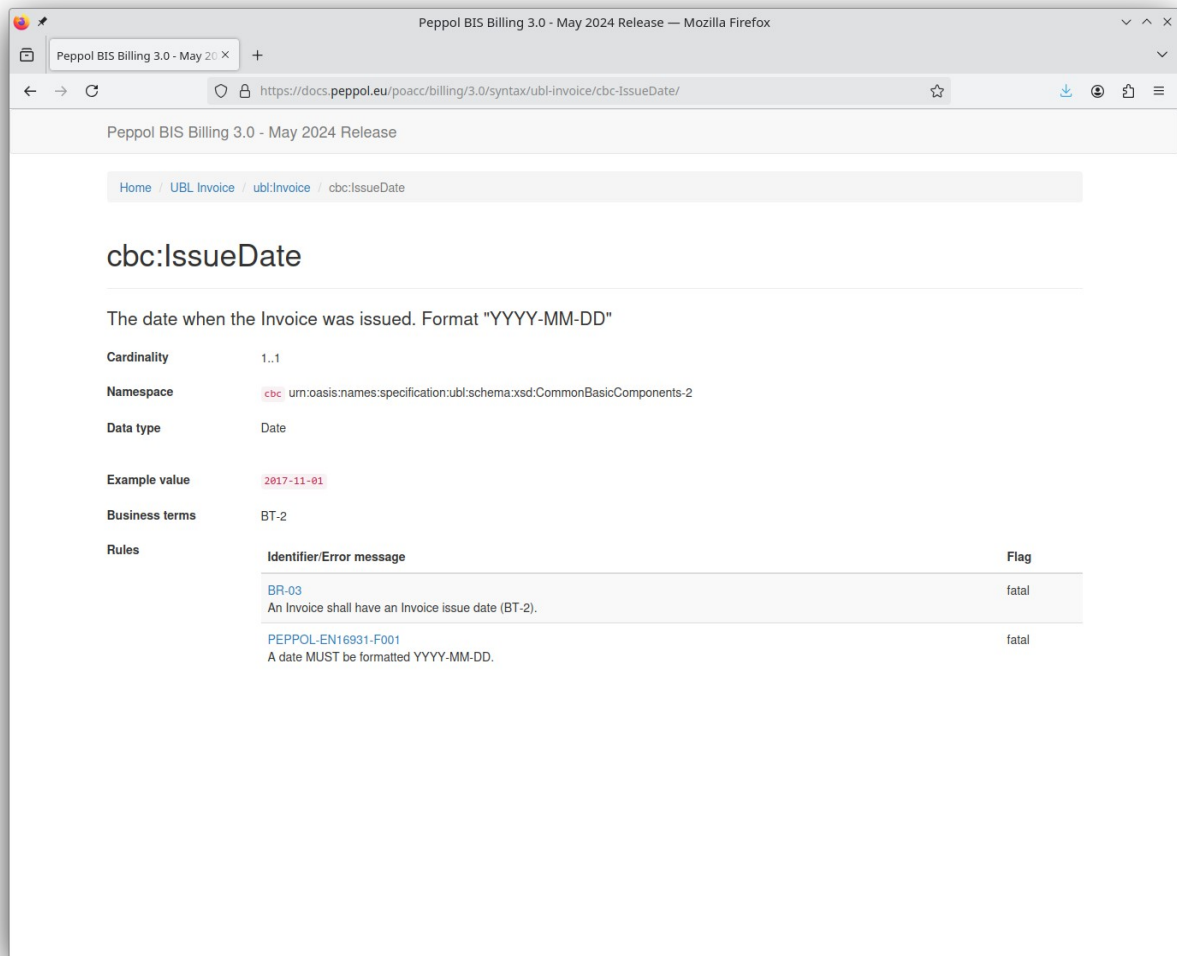 Peppol BIS Billing 3.0 - May 2024 Release — Mozilla Firefox
Peppol BIS Billing 3.0 - May 20
https://docs.peppol.eu/poacc/billing/3.0/syntax/ubl-invoice/cbc-IssueDate/
Peppol BIS Billing 3.0 - May 2024 Release
Home / UBL Invoice / ubl:Invoice / cbc:IssueDate
cbc:IssueDate
The date when the Invoice was issued. Format "YYYY-MM-DD"
Cardinality 1..1
Namespace cbc urn:oasis:names:specification:ubl:schema:xsd:CommonBasicComponents-2
Data type Date
Example value 2017-11-01
Business terms BT-2
Rules Identifier/Error message Flag
BR-03 fatal
An Invoice shall have an Invoice issue date (BT-2).
PEPPOL-EN16931-F001 fatal
A date MUST be formatted YYYY-MM-DD.